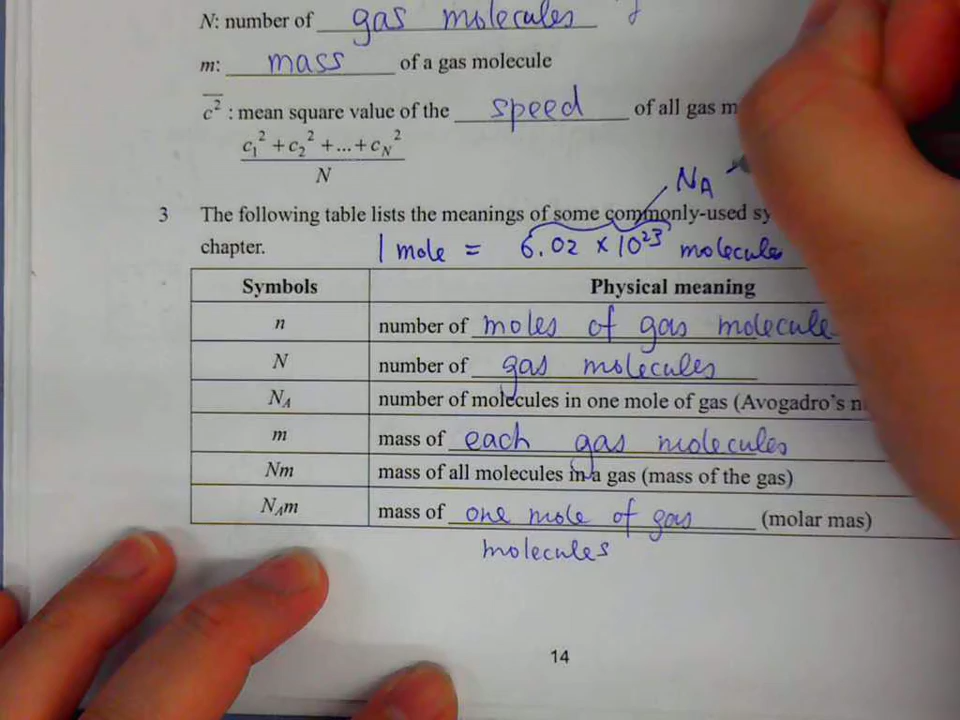 N: number of gas molecules
m: mass of a gas molecule
c² : mean square value of the speed of all gas m
c₁² + c₂² + ... + c_N²
N
N_A
3 The following table lists the meanings of some commonly-used sy
chapter. 1 mole = 6.02 × 10²³ molecules
Symbols Physical meaning
n number of moles of gas molecule
N number of gas molecules
N_A number of molecules in one mole of gas (Avogadro's n
m mass of each gas molecules
Nm mass of all molecules in a gas (mass of the gas)
N_Am mass of one mole of gas (molar mas)
molecules
14